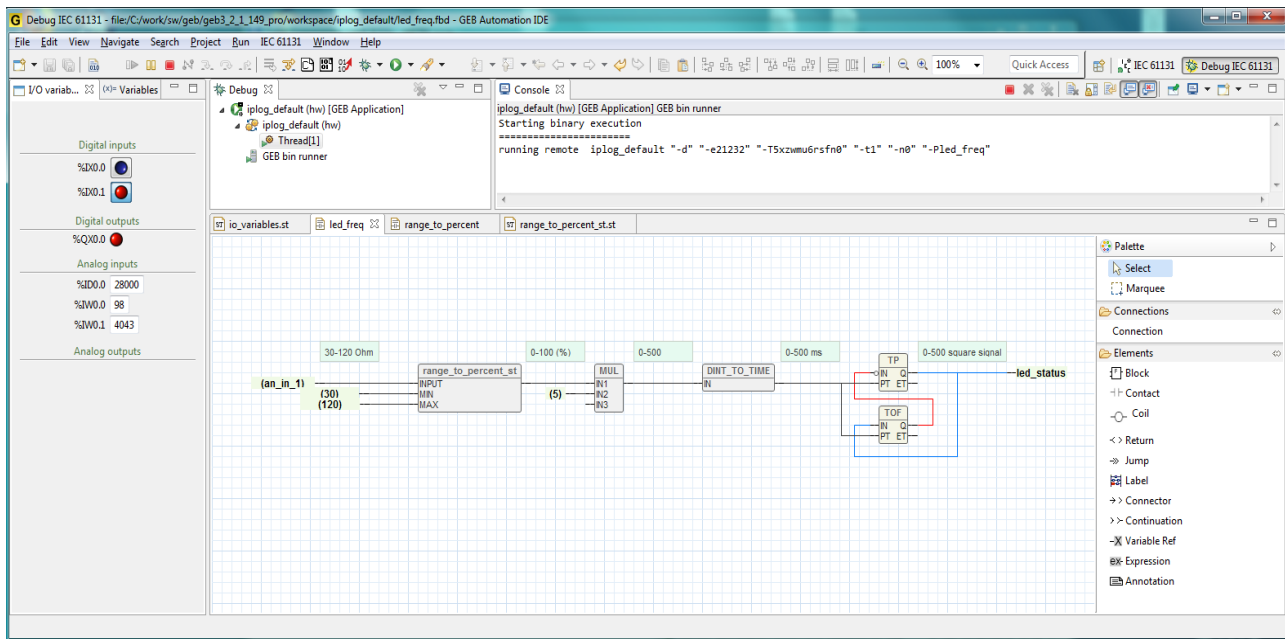 Debug IEC 61131 - file:/C:/work/sw/geb/geb3_2_1_149_pro/workspace/iplog_default/led_freq.fbd - GEB Automation IDE
File Edit View Navigate Search Project Run IEC 61131 Window Help
100% Quick Access IEC 61131 Debug IEC 61131
I/O variab... (x)= Variables
Digital inputs
%IX0.0
%IX0.1
Digital outputs
%QX0.0
Analog inputs
%ID0.0 28000
%IW0.0 98
%IW0.1 4043
Analog outputs
Debug
iplog_default (hw) [GEB Application]
iplog_default (hw)
Thread[1]
GEB bin runner
Console
iplog_default (hw) [GEB Application] GEB bin runner
Starting binary execution
=======================
running remote iplog_default "-d" "-e21232" "-T5xzwmu6rsfn0" "-t1" "-n0" "-Pled_freq"
io_variables.st led_freq range_to_percent range_to_percent_st.st
30-120 Ohm 0-100 (%) 0-500 0-500 ms 0-500 square signal
range_to_percent_st
INPUT
MIN
MAX
(an_in_1)
(30)
(120)
MUL
IN1
IN2
IN3
(5)
DINT_TO_TIME
IN
TP
IN Q
PT ET
led_status
TOF
IN Q
PT ET
Palette
Select
Marquee
Connections
Connection
Elements
Block
Contact
Coil
Return
Jump
Label
Connector
Continuation
Variable Ref
Expression
Annotation